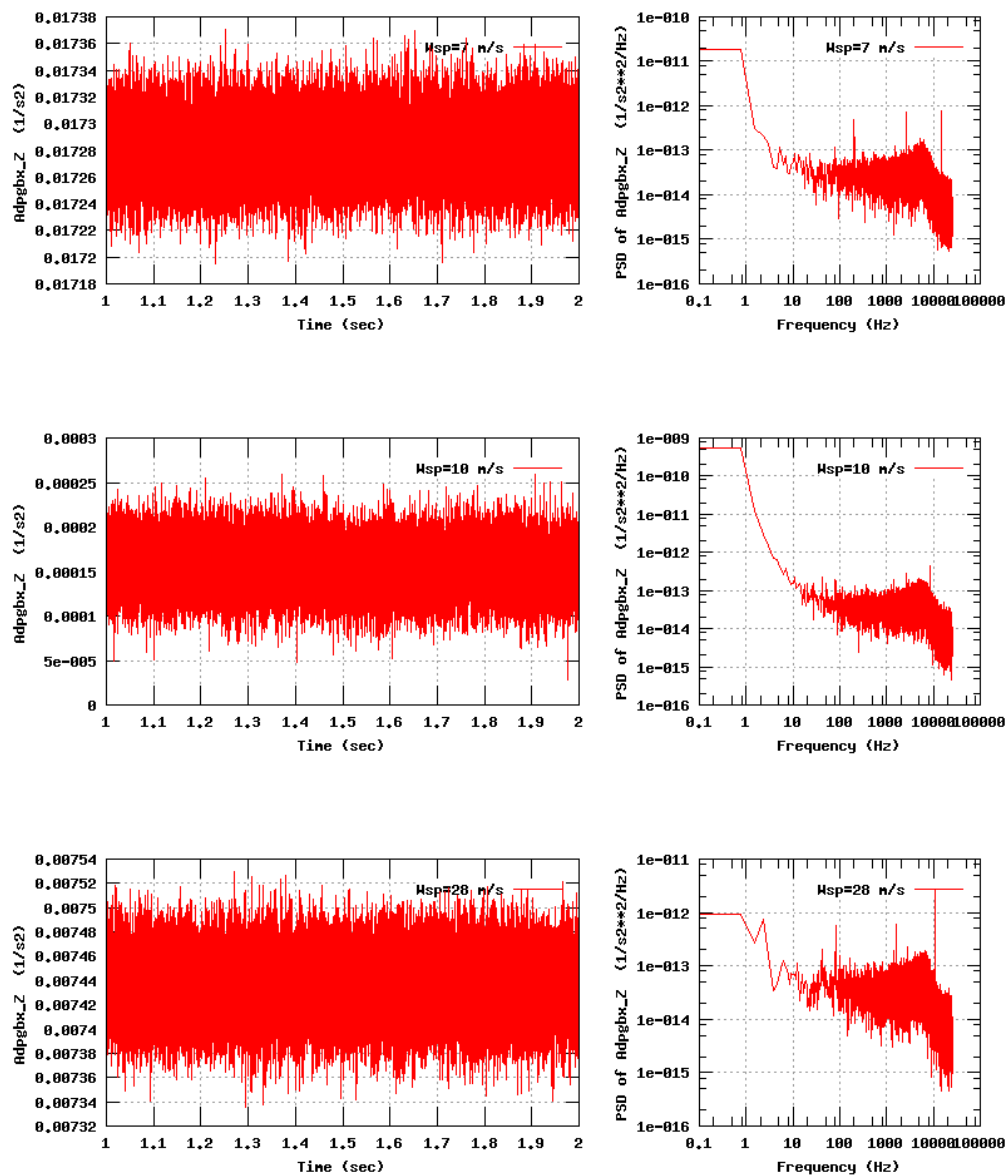 0.01738
0.01736
0.01734
0.01732
0.0173
0.01728
0.01726
0.01724
0.01722
0.0172
0.01718
Adpgbx_Z (1/s2)
Wsp=7 m/s
1 1.1 1.2 1.3 1.4 1.5 1.6 1.7 1.8 1.9 2
Time (sec)
1e-010
1e-011
1e-012
1e-013
1e-014
1e-015
1e-016
PSD of Adpgbx_Z (1/s2**2/Hz)
Wsp=7 m/s
0.1 1 10 100 1000 10000 100000
Frequency (Hz)
0.0003
0.00025
0.0002
0.00015
0.0001
5e-005
0
Adpgbx_Z (1/s2)
Wsp=10 m/s
1 1.1 1.2 1.3 1.4 1.5 1.6 1.7 1.8 1.9 2
Time (sec)
1e-009
1e-010
1e-011
1e-012
1e-013
1e-014
1e-015
1e-016
PSD of Adpgbx_Z (1/s2**2/Hz)
Wsp=10 m/s
0.1 1 10 100 1000 10000 100000
Frequency (Hz)
0.00754
0.00752
0.0075
0.00748
0.00746
0.00744
0.00742
0.0074
0.00738
0.00736
0.00734
0.00732
Adpgbx_Z (1/s2)
Wsp=28 m/s
1 1.1 1.2 1.3 1.4 1.5 1.6 1.7 1.8 1.9 2
Time (sec)
1e-011
1e-012
1e-013
1e-014
1e-015
1e-016
PSD of Adpgbx_Z (1/s2**2/Hz)
Wsp=28 m/s
0.1 1 10 100 1000 10000 100000
Frequency (Hz)